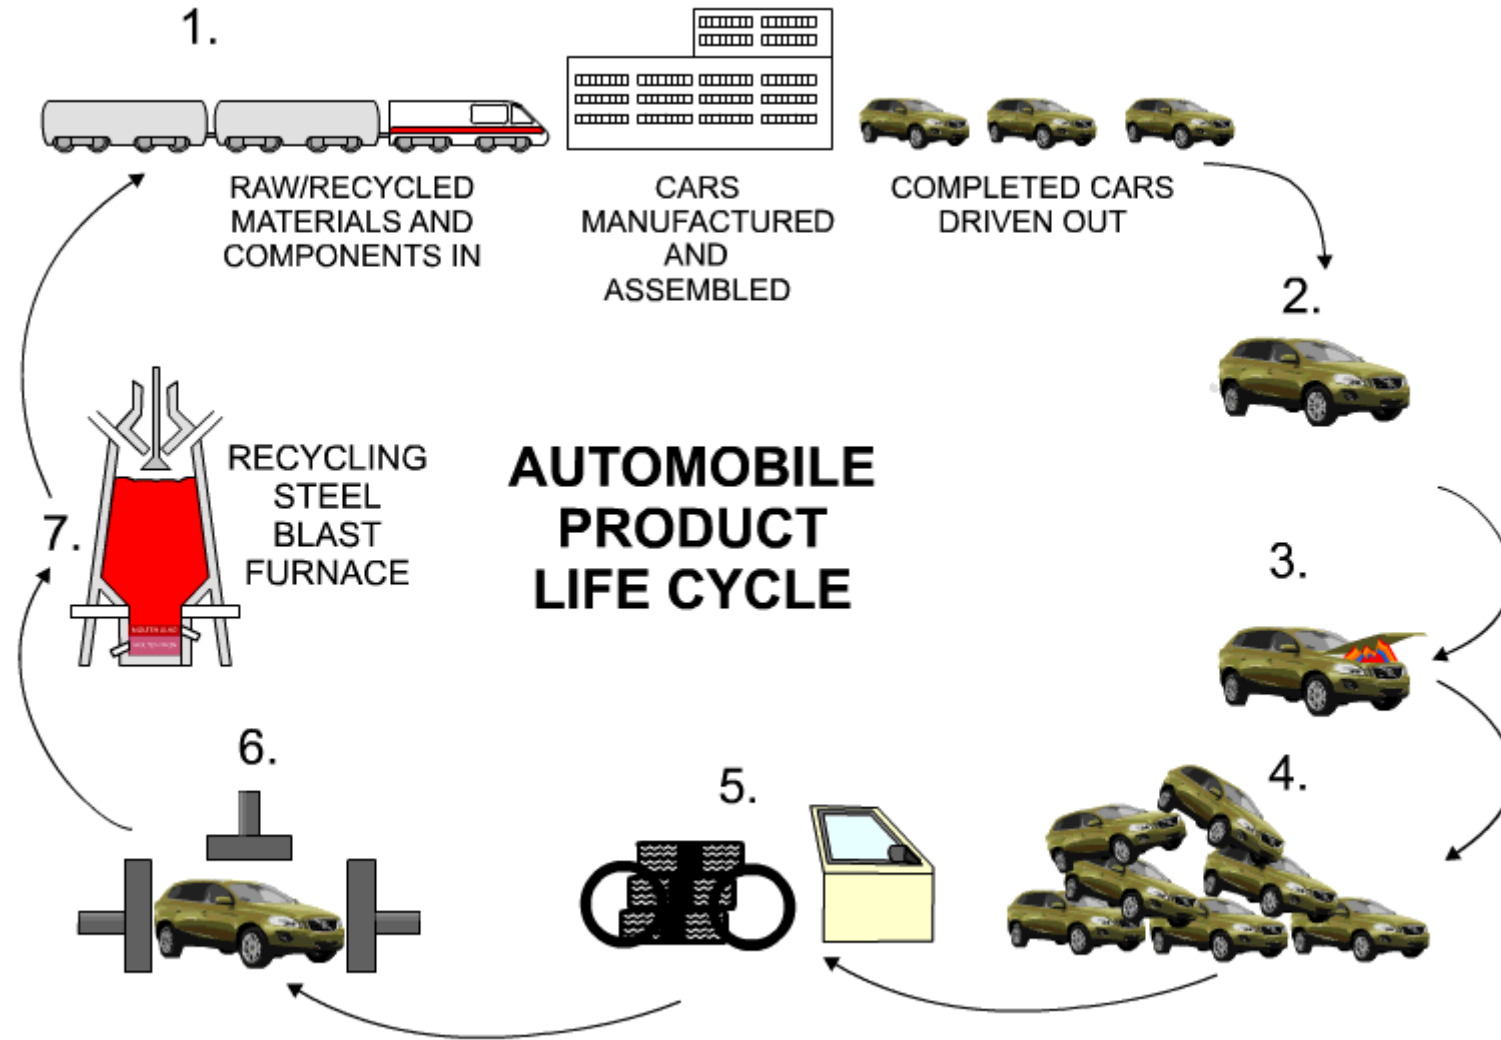 1.
RAW/RECYCLED
MATERIALS AND
COMPONENTS IN
CARS
MANUFACTURED
AND
ASSEMBLED
COMPLETED CARS
DRIVEN OUT
2.
3.
4.
5.
6.
7.
RECYCLING
STEEL
BLAST
FURNACE
AUTOMOBILE
PRODUCT
LIFE CYCLE